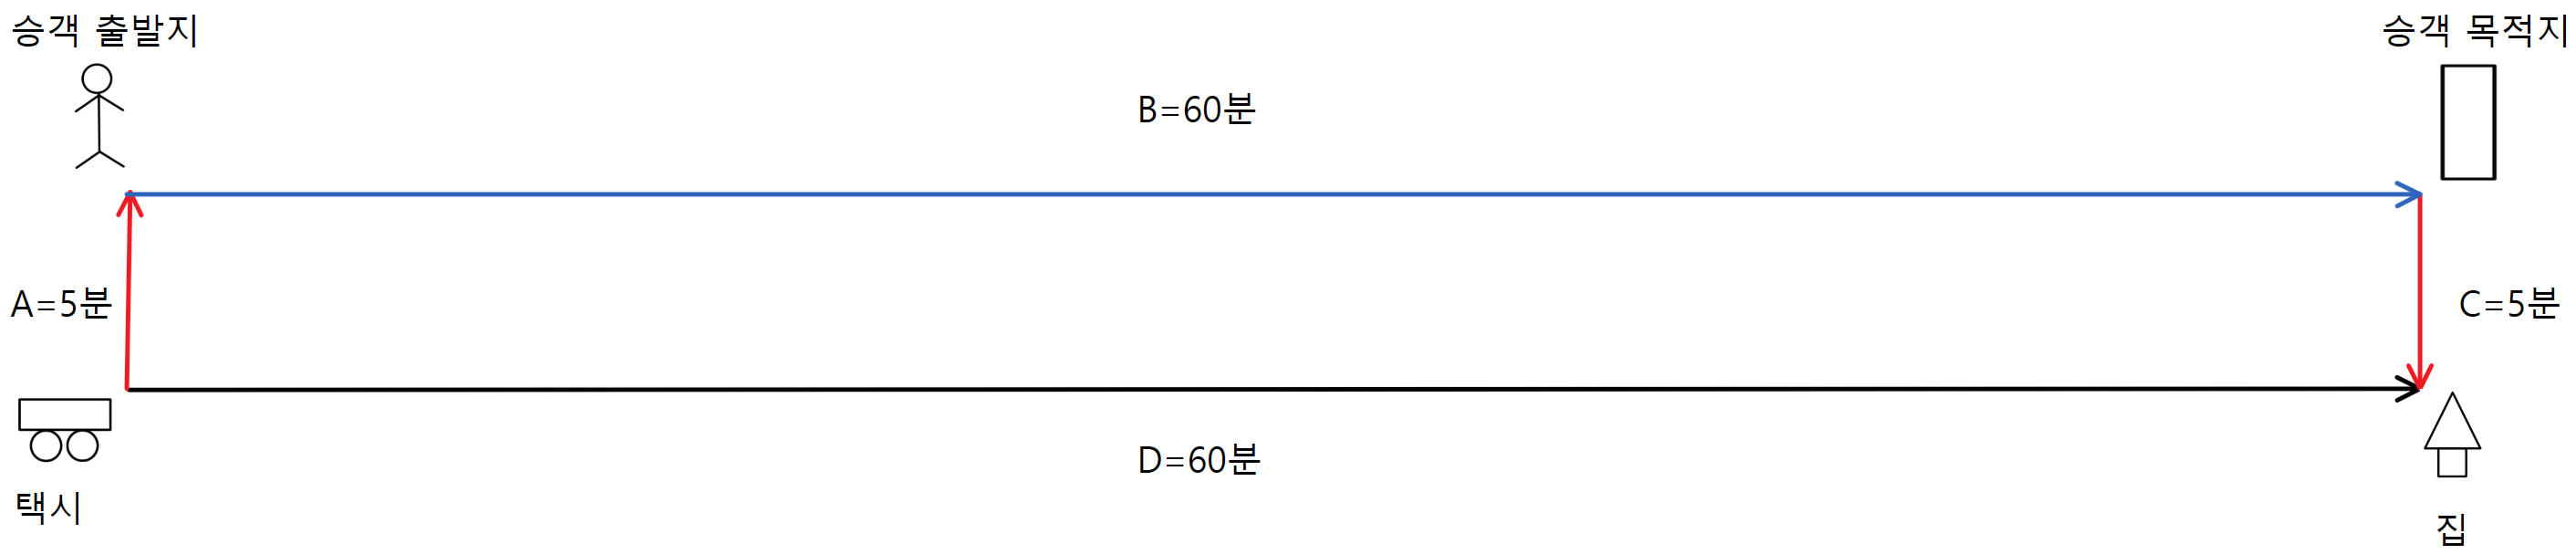 승객 출발지
승객 목적지
B=60분
A=5분
C=5분
D=60분
택시
집